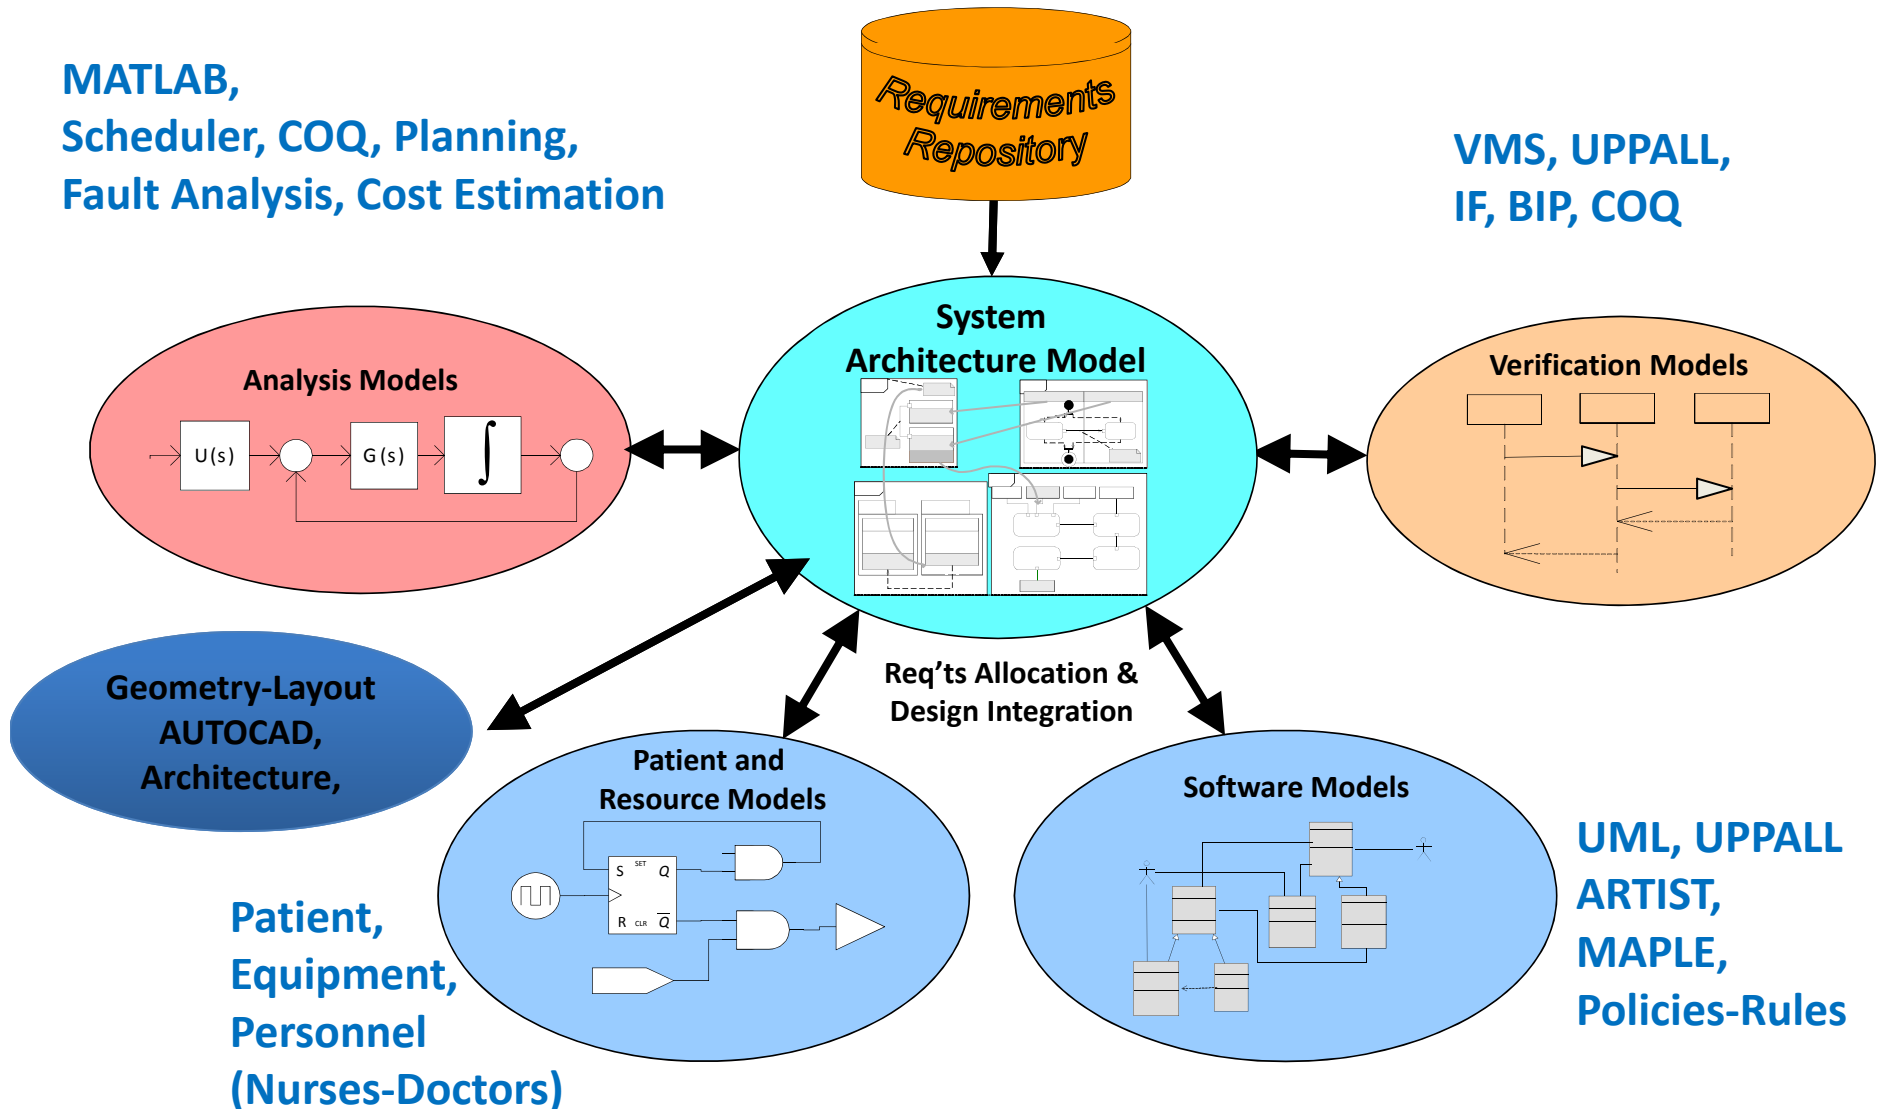 MATLAB,
Scheduler, COQ, Planning,
Fault Analysis, Cost Estimation
Requirements
Repository
VMS, UPPALL,
IF, BIP, COQ
System
Architecture Model
Analysis Models
U(s)
G(s)
∫
Verification Models
Req’ts Allocation &
Design Integration
Geometry-Layout
AUTOCAD,
Architecture,
Patient and
Resource Models
S SET Q
R CLR Q̅
Software Models
UML, UPPALL
ARTIST,
MAPLE,
Policies-Rules
Patient,
Equipment,
Personnel
(Nurses-Doctors)